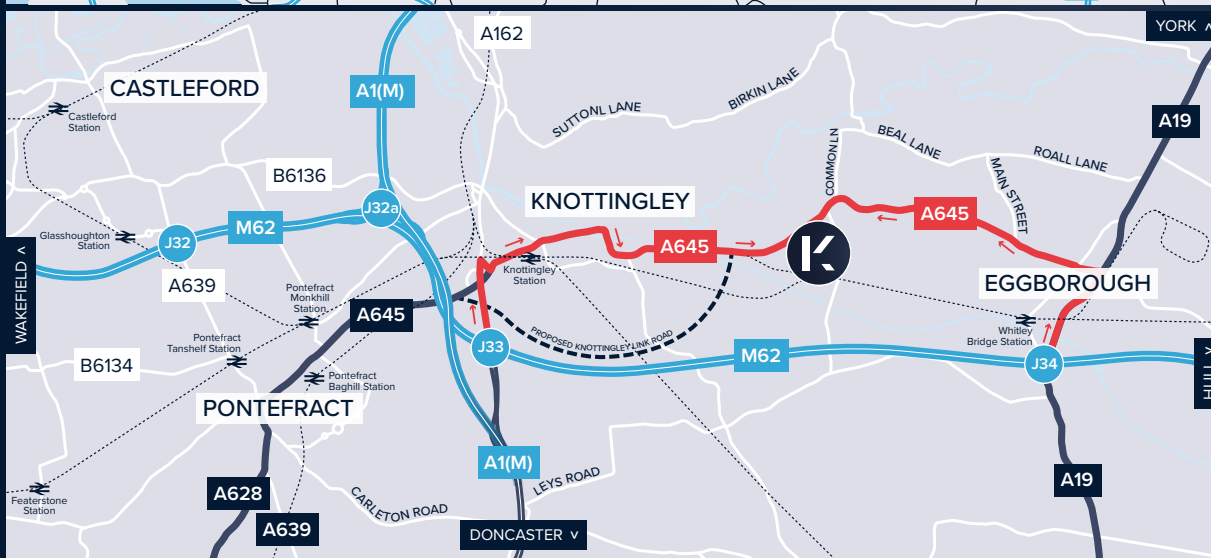 YORK >
A162
CASTLEFORD
A1(M)
A19
Castleford
Station
SUTTONL LANE
BIRKIN LANE
COMMON LN
BEAL LANE
ROALL LANE
MAIN STREET
B6136
KNOTTINGLEY
J32a
A645
M62
Glasshoughton
Station
J32
A645
WAKEFIELD >
Knottingley
Station
K
A639
Pontefract
Monkhill
Station
EGGBOROUGH
A645
PROPOSED KNOTTINGLEY LINK ROAD
Whitley
Bridge Station
Pontefract
Tanshelf Station
J33
M62
J34
B6134
HULL >
Pontefract
Baghill Station
PONTEFRACT
A1(M)
LEYS ROAD
A19
A628
Featerstone
Station
CARLETON ROAD
A639
DONCASTER >